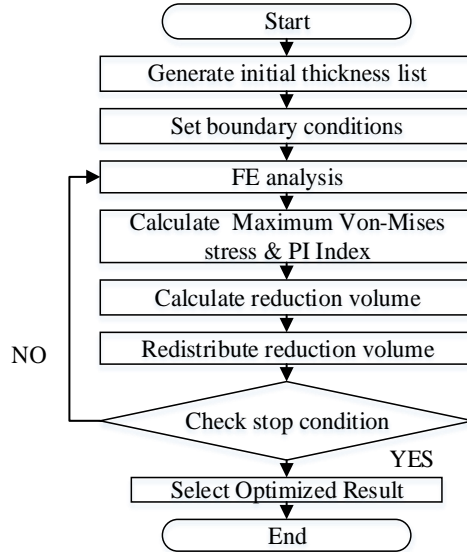 Start
Generate initial thickness list
Set boundary conditions
FE analysis
Calculate Maximum Von-Mises
stress & PI Index
Calculate reduction volume
Redistribute reduction volume
NO
Check stop condition
YES
Select Optimized Result
End